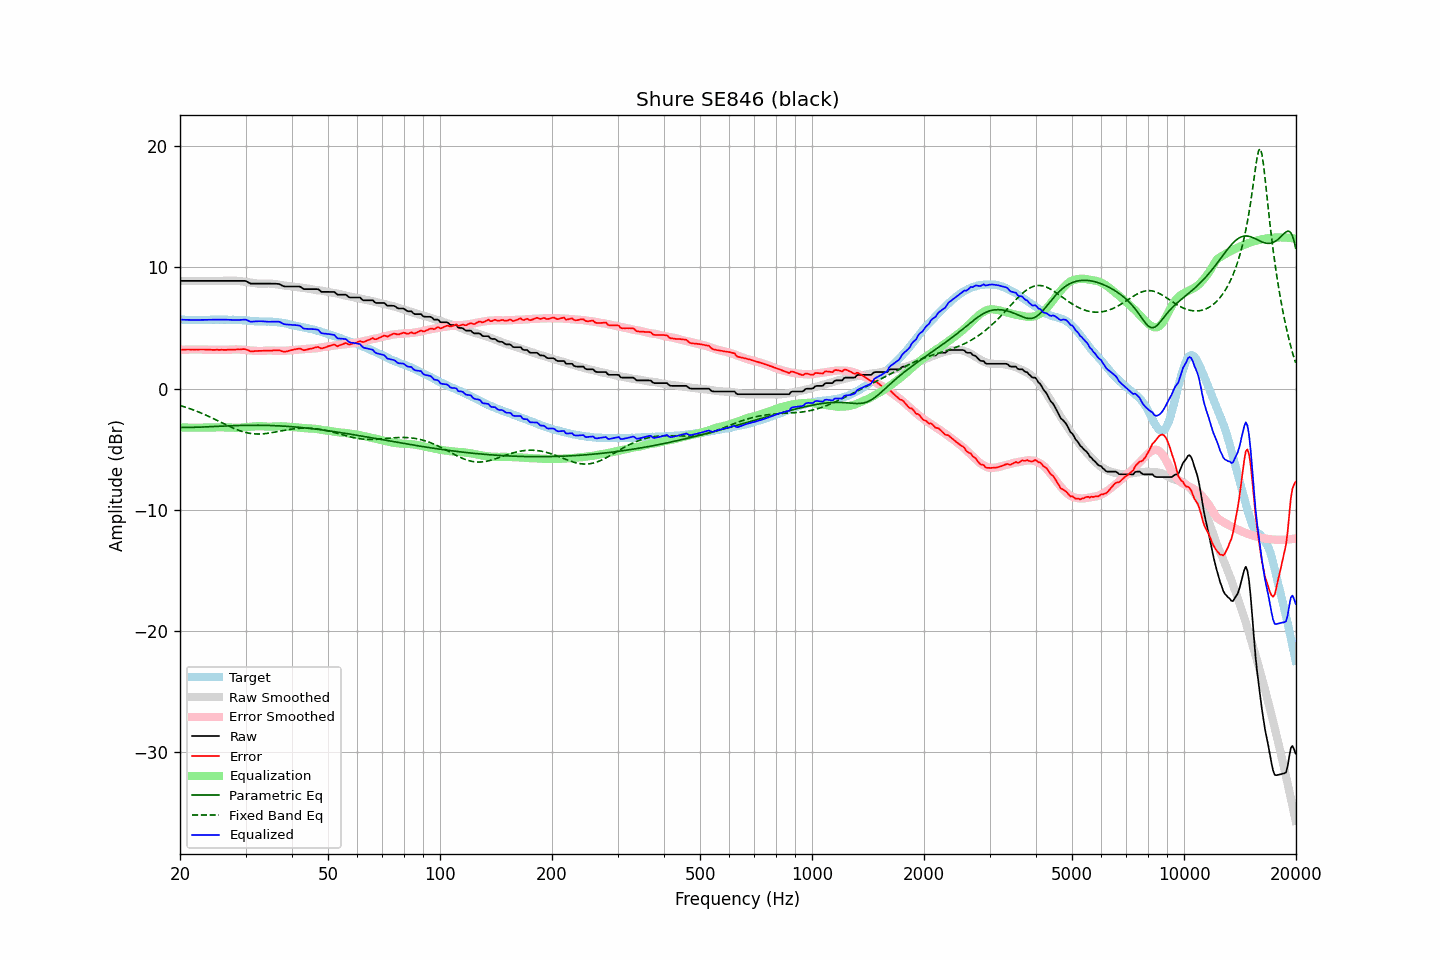 Shure SE846 (black)
20
10
0
−10
−20
−30
Amplitude (dBr)
Target
Raw Smoothed
Error Smoothed
Raw
Error
Equalization
Parametric Eq
Fixed Band Eq
Equalized
20 50 100 200 500 1000 2000 5000 10000 20000
Frequency (Hz)